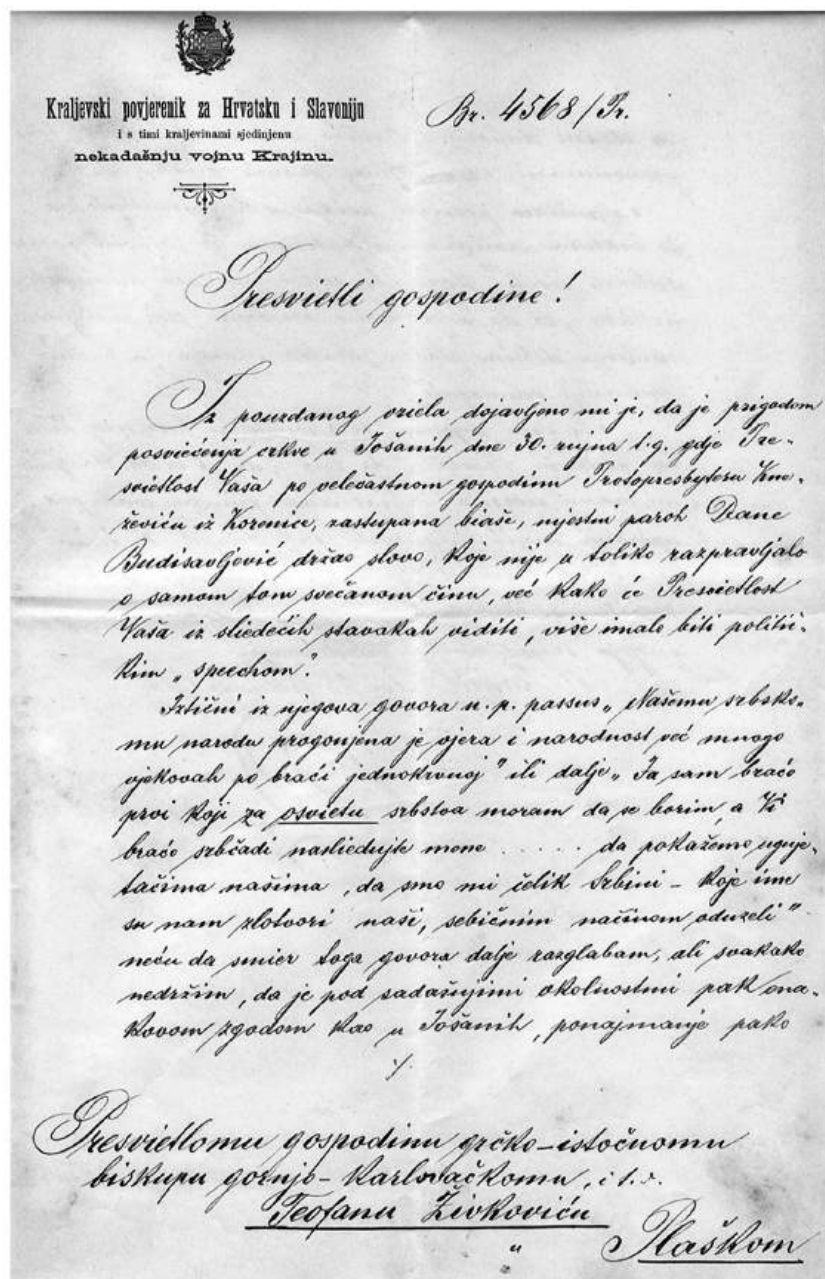 Kraljevski povjerenik za Hrvatsku i Slavoniju
i s timi kraljevinami sjedinjenu
nekadašnju vojnu Krajinu.
Br. 4568/Pr.
Presvietli gospodine!
Iz pouzdanog vriela dojavljeno mi je, da je prigodom
posvićenja crkve u Jošanih dne 30. rujna t.g. gdje Pre-
svietlost Vaša po velečastnom gospodinu Protopresbyteru Kne-
ževiću iz Korenice, zastupana biaše, mjestni paroh Dane
Budisavljević držao slovo, koje nije u toliko razpravljalo
o samom tom svečanom činu, već kako će Presvietlost
Vaša iz sliedećih stavakah viditi, više imalo biti politič-
kim „speechom“.
Iztičući iz njegova govora n. p. passus „Našemu srbsko-
mu narodu progonjena je vjera i narodnost već mnogo
vjekovah po braći jednokrvnoj" ili dalje „Ja sam braćo
prvi koji za osvietu srbstva moram da se borim, a Vi
braćo srbčadi nasliedujte mene . . . . . da pokažemo ugnje-
tačima našima, da smo mi čelik Srbini – koje ime
su nam zlotvori naši, sebičnim načinom oduzeli"
neću da smier toga govora dalje razglabam, ali svakako
nedržim, da je pod sadašnjimi okolnostmi pak ona-
kovom zgodom kao u Jošanih, ponajmanje pako
./.
Presvietlomu gospodinu grčko-istočnomu
biskupu gornjo-karlovačkomu, i t. d.
Teofanu Živkoviću
u Plaškom